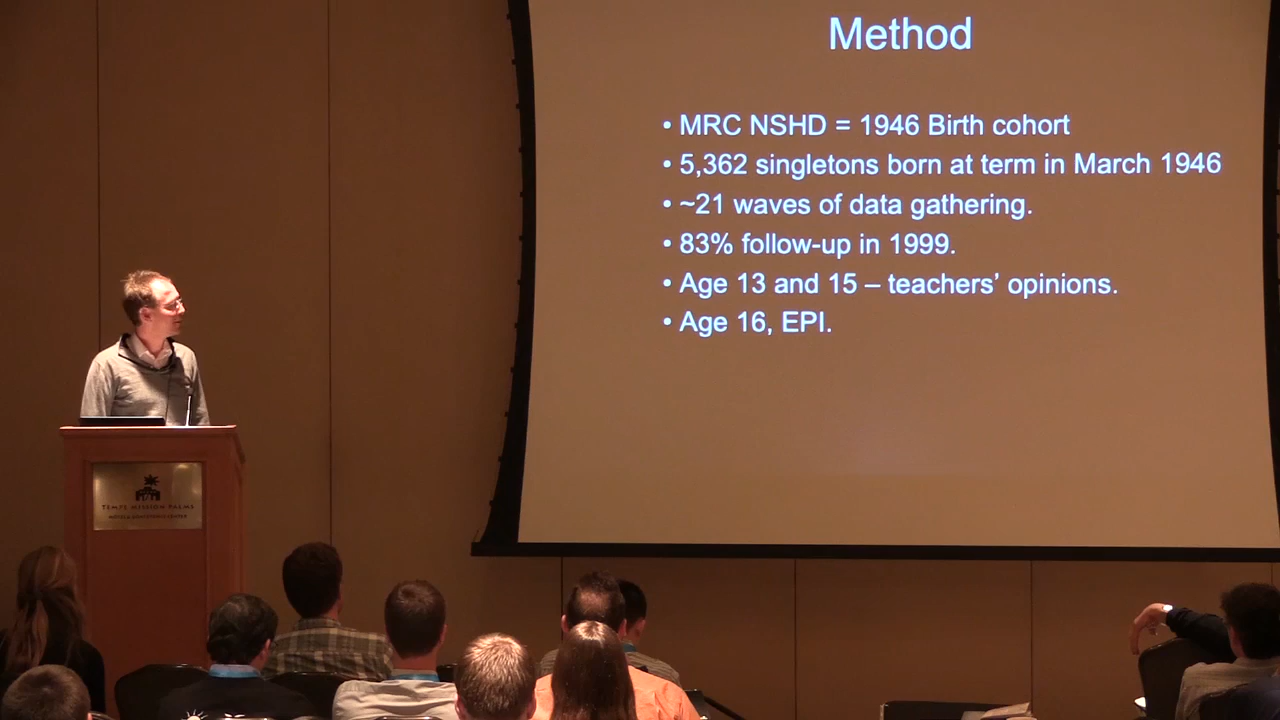 Method
• MRC NSHD = 1946 Birth cohort
• 5,362 singletons born at term in March 1946
• ~21 waves of data gathering.
• 83% follow-up in 1999.
• Age 13 and 15 – teachers’ opinions.
• Age 16, EPI.
TEMPE MISSION PALMS